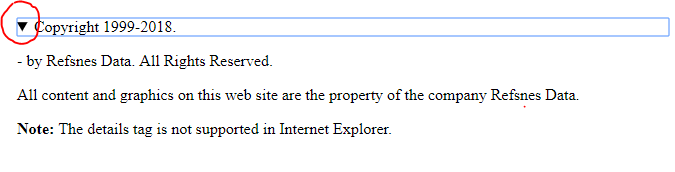 ▼ Copyright 1999-2018.
- by Refsnes Data. All Rights Reserved.
All content and graphics on this web site are the property of the company Refsnes Data.
Note: The details tag is not supported in Internet Explorer.